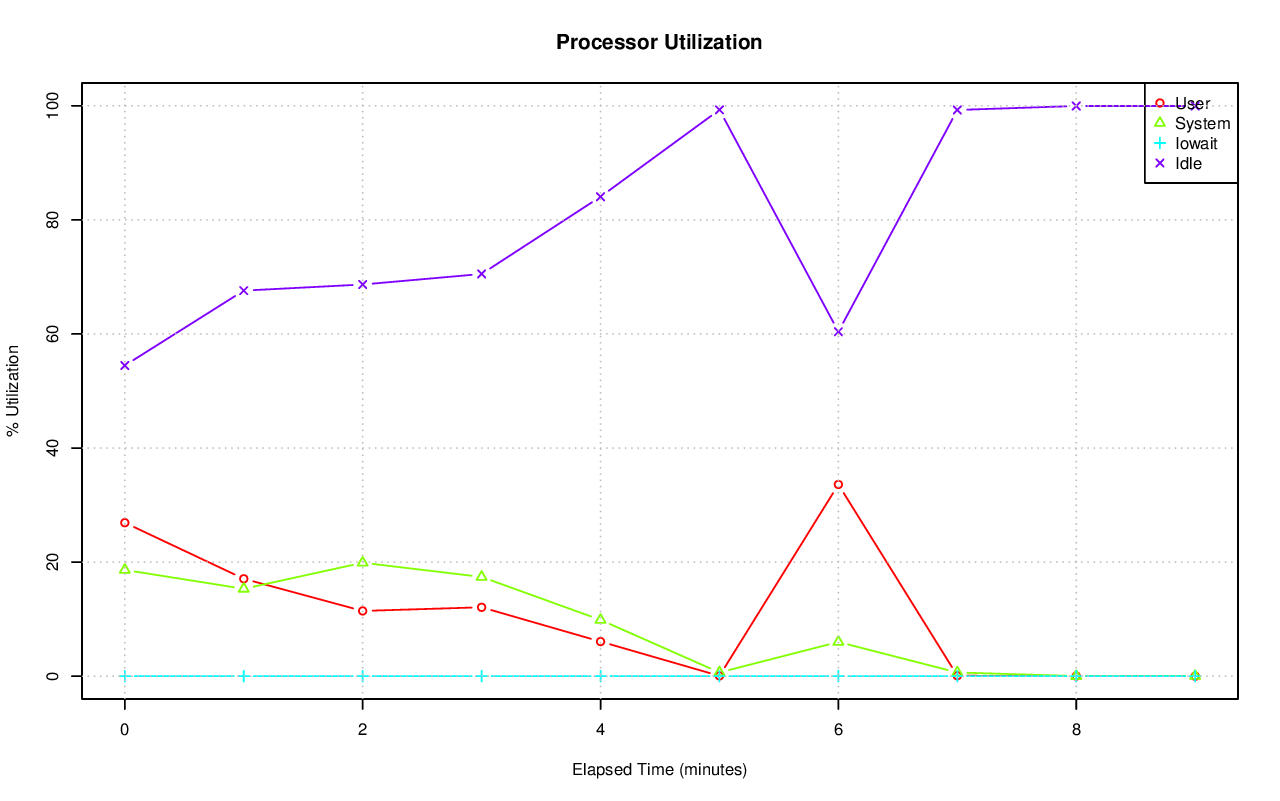 Processor Utilization
100
80
60
40
20
0
% Utilization
User
System
Iowait
Idle
0 2 4 6 8
Elapsed Time (minutes)